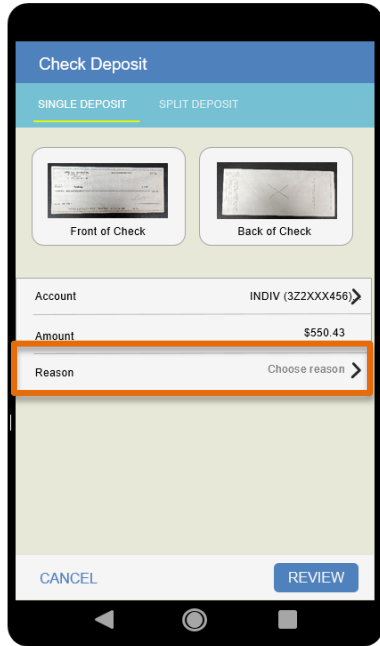 Check Deposit
SINGLE DEPOSIT SPLIT DEPOSIT
Front of Check Back of Check
Account INDIV (3Z2XXX456)
Amount $550.43
Reason Choose reason
CANCEL REVIEW